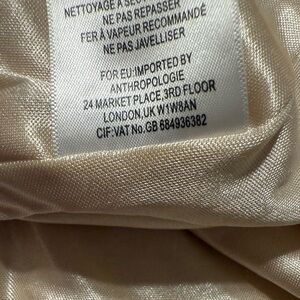 NETTOYAGE À SEC
NE PAS REPASSER
FER À VAPEUR RECOMMANDÉ
NE PAS JAVELLISER
FOR EU:IMPORTED BY
ANTHROPOLOGIE
24 MARKET PLACE,3RD FLOOR
LONDON,UK W1W8AN
CIF:VAT No.GB 684936382